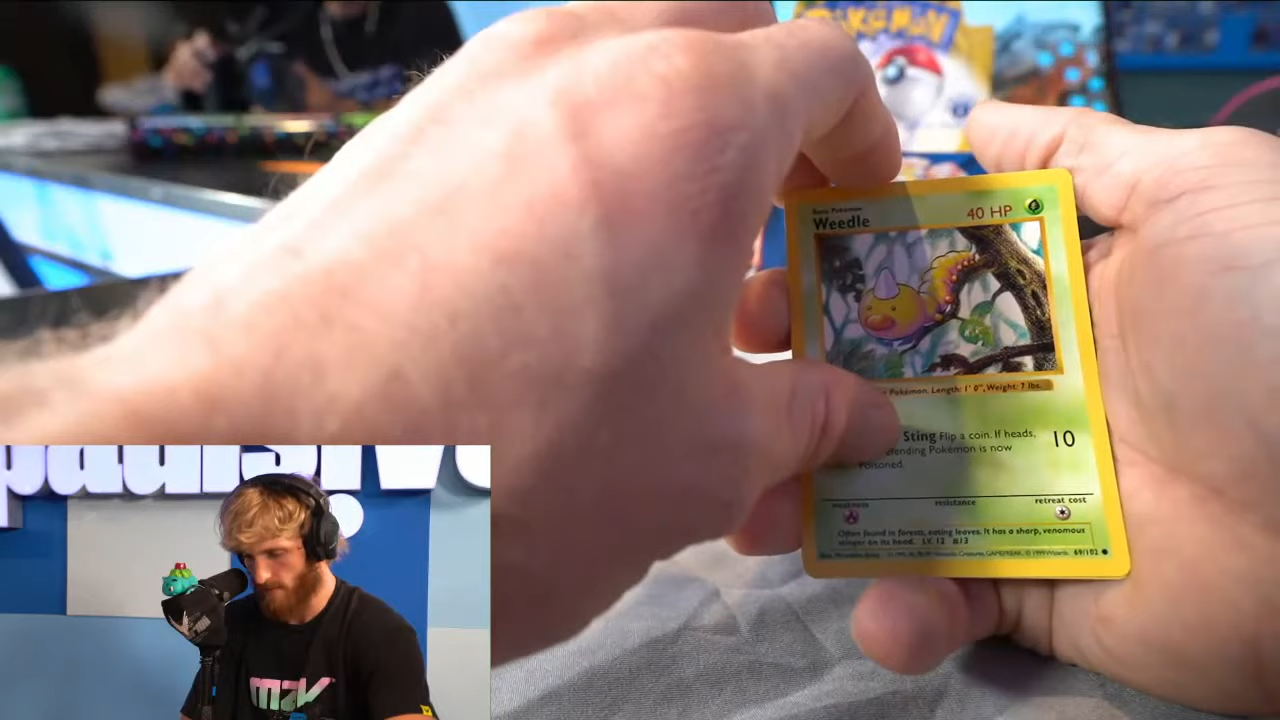 POKÉMON
Basic Pokémon
Weedle
40 HP
Pokémon. Length: 1' 0", Weight: 7 lbs.
Sting Flip a coin. If heads,
efending Pokémon is now
Poisoned.
10
weakness
resistance
retreat cost
Often found in forests, eating leaves. It has a sharp, venomous
stinger on its head. LV. 12 #13
69/102